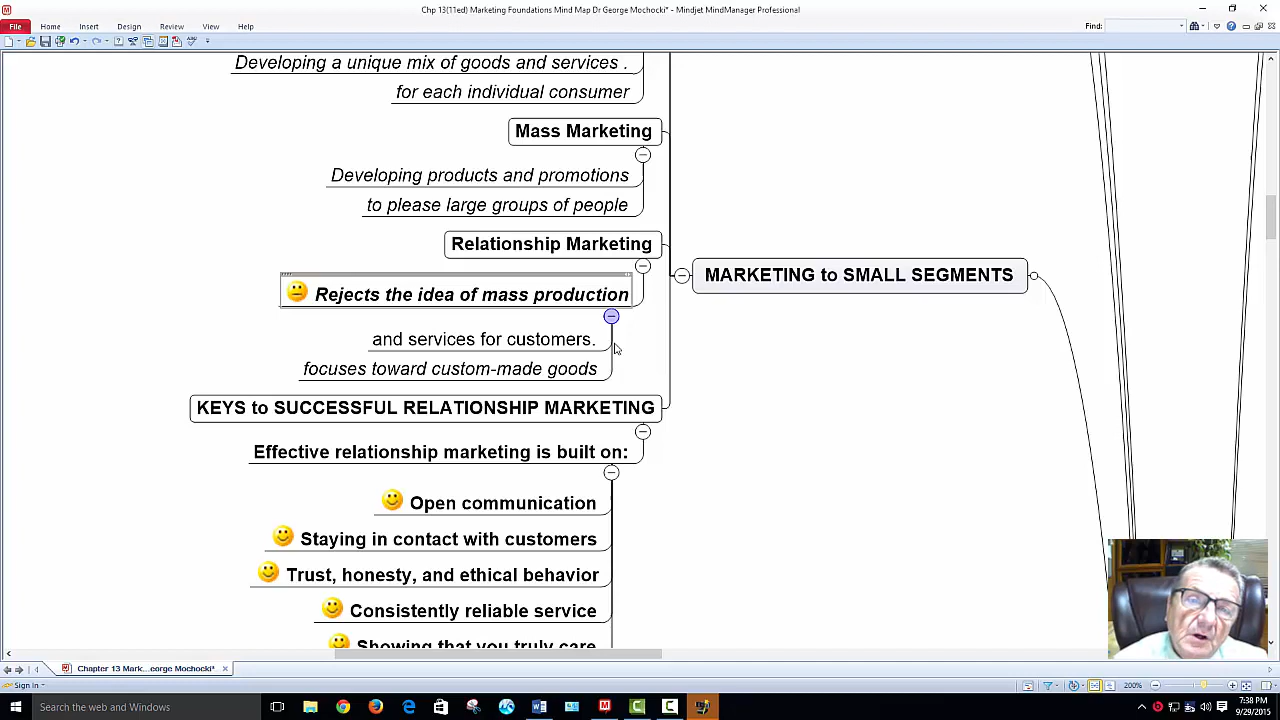 Chp 13(11ed) Marketing Foundations Mind Map Dr George Mochocki* - Mindjet MindManager Professional
File Home Insert Design Review View Help
Find:
Developing a unique mix of goods and services .
for each individual consumer
Mass Marketing
Developing products and promotions
to please large groups of people
Relationship Marketing
Rejects the idea of mass production
and services for customers.
focuses toward custom-made goods
MARKETING to SMALL SEGMENTS
KEYS to SUCCESSFUL RELATIONSHIP MARKETING
Effective relationship marketing is built on:
Open communication
Staying in contact with customers
Trust, honesty, and ethical behavior
Consistently reliable service
Showing that you truly care
Chapter 13 Mark...eorge Mochocki*
Sign In
200%
Search the web and Windows
7:38 PM
9/29/2015